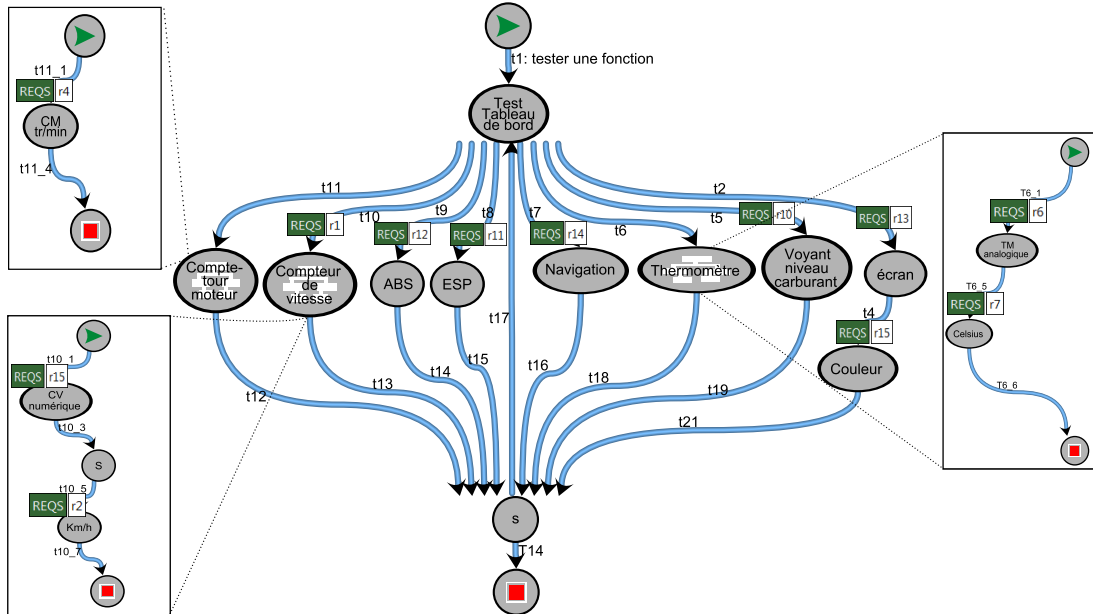 t1: tester une fonction
Test
Tableau
de bord
t11
t10
t9
t8
t7
t6
t5
t2
REQS r1
REQS r12
REQS r11
REQS r14
REQS r10
REQS r13
Compte-
tour
moteur
Compteur
de
vitesse
ABS
ESP
Navigation
Thermomètre
Voyant
niveau
carburant
écran
t4
REQS r15
Couleur
t12
t13
t14
t15
t17
t16
t18
t19
t21
s
T14
t11_1
REQS r4
CM
tr/min
t11_4
t10_1
REQS r15
CV
numérique
t10_3
s
t10_5
REQS r2
Km/h
t10_7
T6_1
REQS r6
TM
analogique
T6_5
REQS r7
Celsius
T6_6